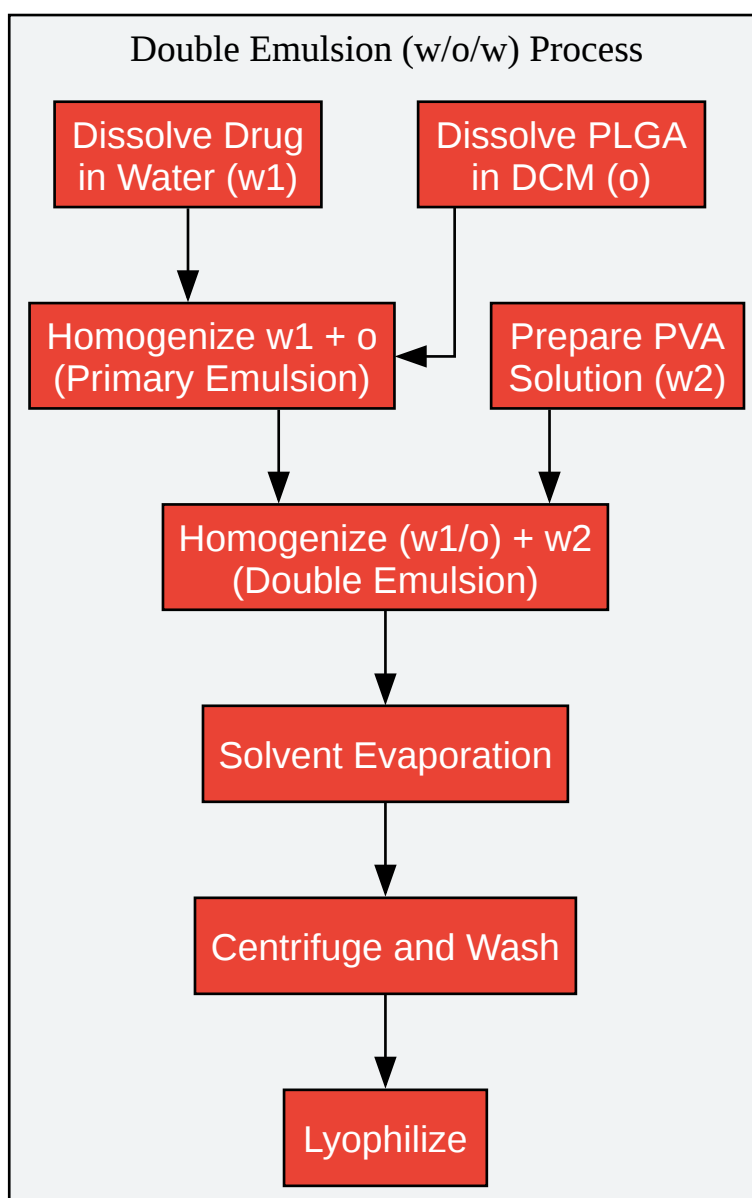 Double Emulsion (w/o/w) Process
Dissolve Drug
in Water (w1)
Dissolve PLGA
in DCM (o)
Homogenize w1 + o
(Primary Emulsion)
Prepare PVA
Solution (w2)
Homogenize (w1/o) + w2
(Double Emulsion)
Solvent Evaporation
Centrifuge and Wash
Lyophilize